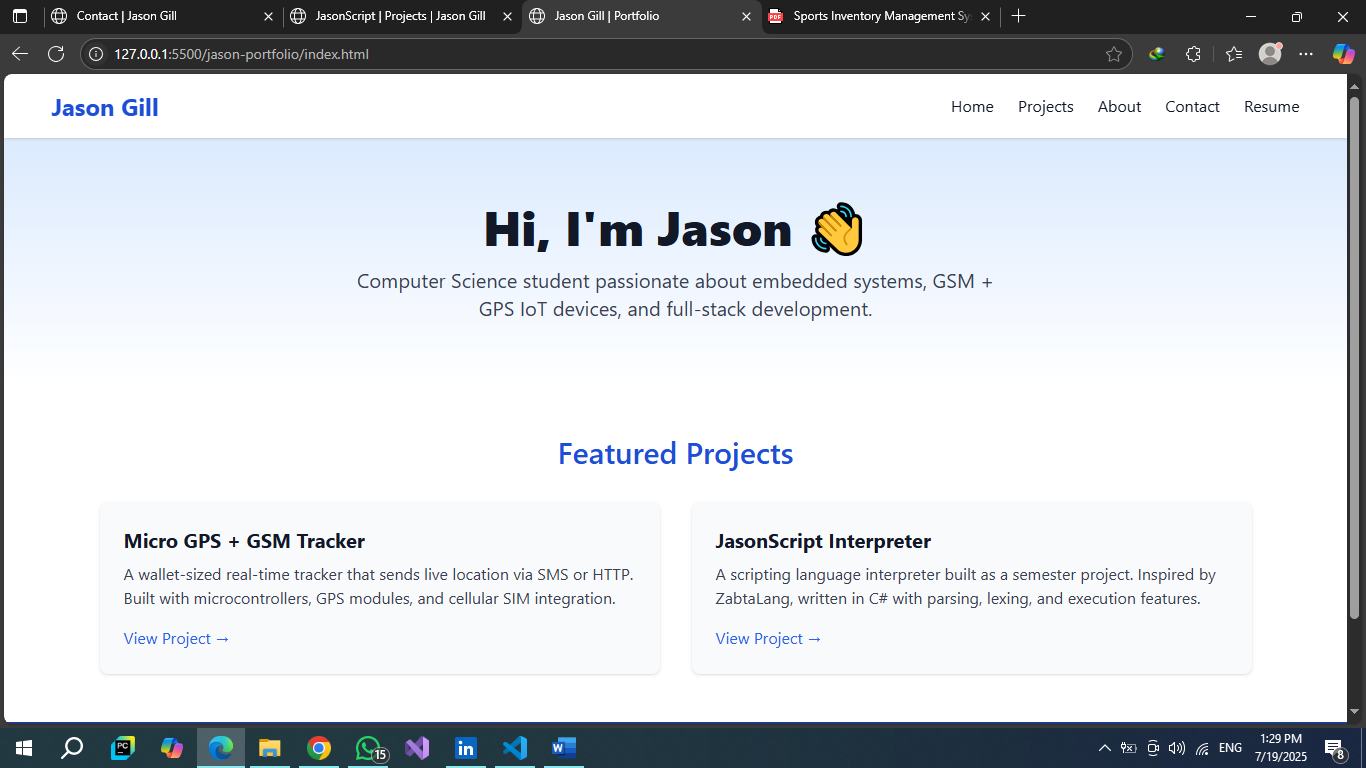 Contact | Jason Gill
JasonScript | Projects | Jason Gill
Jason Gill | Portfolio
PDF
Sports Inventory Management Sy
127.0.0.1:5500/jason-portfolio/index.html
Jason Gill
Home
Projects
About
Contact
Resume
Hi, I'm Jason 👋
Computer Science student passionate about embedded systems, GSM +
GPS IoT devices, and full-stack development.
Featured Projects
Micro GPS + GSM Tracker
A wallet-sized real-time tracker that sends live location via SMS or HTTP.
Built with microcontrollers, GPS modules, and cellular SIM integration.
View Project →
JasonScript Interpreter
A scripting language interpreter built as a semester project. Inspired by
ZabtaLang, written in C# with parsing, lexing, and execution features.
View Project →
PC
15
in
W
ENG
1:29 PM
7/19/2025
8